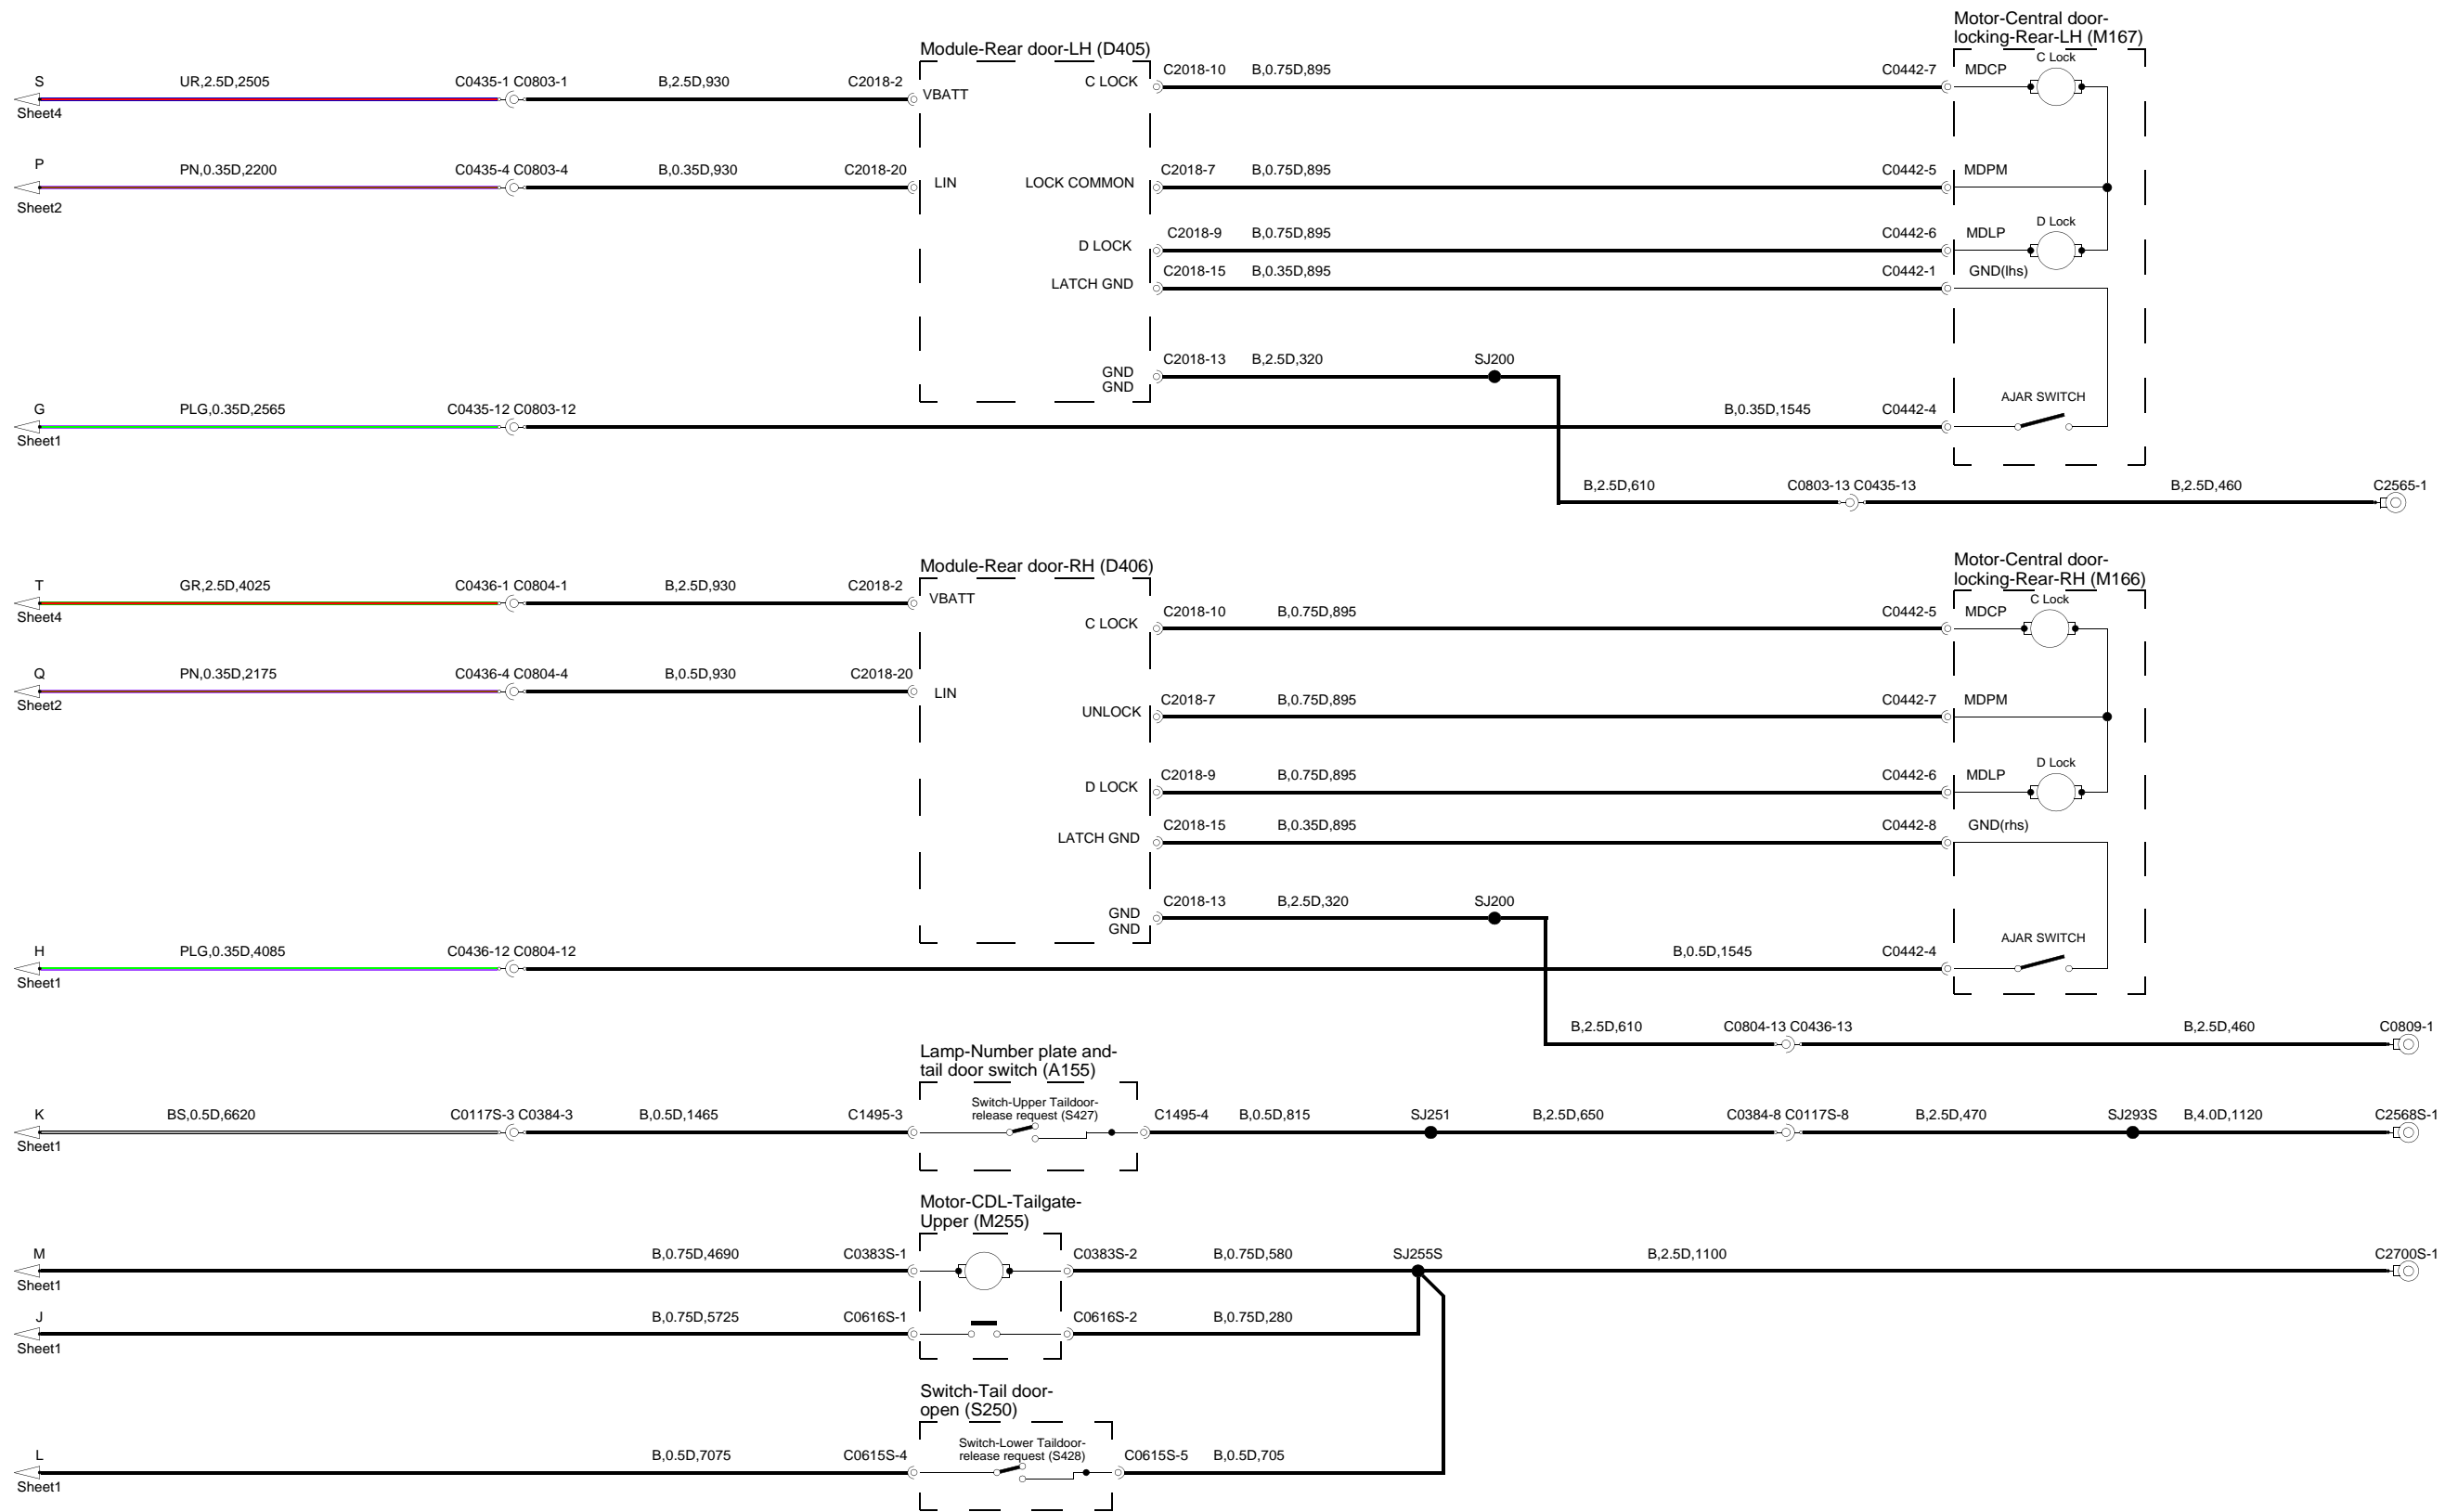 Motor-Central door-
locking-Rear-LH (M167)
Module-Rear door-LH (D405)
S UR,2.5D,2505 C0435-1 C0803-1 B,2.5D,930 C2018-2 VBATT C LOCK C2018-10 B,0.75D,895 C0442-7 MDCP C Lock
Sheet4
P PN,0.35D,2200 C0435-4 C0803-4 B,0.35D,930 C2018-20 LIN LOCK COMMON C2018-7 B,0.75D,895 C0442-5 MDPM
Sheet2
D LOCK C2018-9 B,0.75D,895 C0442-6 MDLP D Lock
LATCH GND C2018-15 B,0.35D,895 C0442-1 GND(lhs)
GND C2018-13 B,2.5D,320 SJ200
GND
G PLG,0.35D,2565 C0435-12 C0803-12 B,0.35D,1545 C0442-4 AJAR SWITCH
Sheet1
B,2.5D,610 C0803-13 C0435-13 B,2.5D,460 C2565-1
Motor-Central door-
locking-Rear-RH (M166)
Module-Rear door-RH (D406)
T GR,2.5D,4025 C0436-1 C0804-1 B,2.5D,930 C2018-2 VBATT
Sheet4
C LOCK C2018-10 B,0.75D,895 C0442-5 MDCP C Lock
Q PN,0.35D,2175 C0436-4 C0804-4 B,0.5D,930 C2018-20 LIN
Sheet2
UNLOCK C2018-7 B,0.75D,895 C0442-7 MDPM
D LOCK C2018-9 B,0.75D,895 C0442-6 MDLP D Lock
LATCH GND C2018-15 B,0.35D,895 C0442-8 GND(rhs)
GND C2018-13 B,2.5D,320 SJ200
GND
H PLG,0.35D,4085 C0436-12 C0804-12 B,0.5D,1545 C0442-4 AJAR SWITCH
Sheet1
B,2.5D,610 C0804-13 C0436-13 B,2.5D,460 C0809-1
Lamp-Number plate and-
tail door switch (A155)
Switch-Upper Taildoor-
release request (S427)
K BS,0.5D,6620 C0117S-3 C0384-3 B,0.5D,1465 C1495-3 C1495-4 B,0.5D,815 SJ251 B,2.5D,650 C0384-8 C0117S-8 B,2.5D,470 SJ293S B,4.0D,1120 C2568S-1
Sheet1
Motor-CDL-Tailgate-
Upper (M255)
M B,0.75D,4690 C0383S-1 C0383S-2 B,0.75D,580 SJ255S B,2.5D,1100 C2700S-1
Sheet1
J B,0.75D,5725 C0616S-1 C0616S-2 B,0.75D,280
Sheet1
Switch-Tail door-
open (S250)
Switch-Lower Taildoor-
release request (S428)
L B,0.5D,7075 C0615S-4 C0615S-5 B,0.5D,705
Sheet1